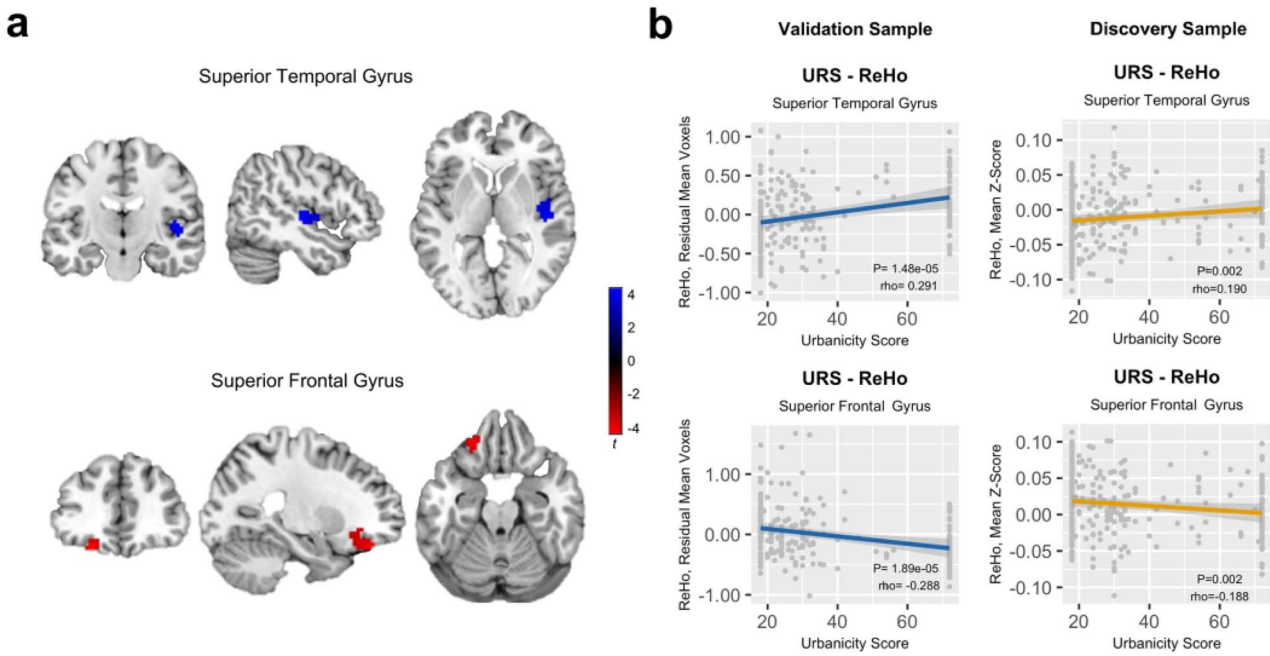 a
Superior Temporal Gyrus
4
2
0
-2
-4
t
Superior Frontal Gyrus
b
Validation Sample
Discovery Sample
URS - ReHo
Superior Temporal Gyrus
ReHo, Residual Mean Voxels
1.00
0.50
0.00
-0.50
-1.00
P= 1.48e-05
rho= 0.291
20 40 60
Urbanicity Score
URS - ReHo
Superior Temporal Gyrus
ReHo, Mean Z-Score
0.10
0.05
0.00
-0.05
-0.10
P=0.002
rho=0.190
20 40 60
Urbanicity Score
URS - ReHo
Superior Frontal Gyrus
ReHo, Residual Mean Voxels
1.00
0.00
-1.00
P= 1.89e-05
rho= -0.288
20 40 60
Urbanicity Score
URS - ReHo
Superior Frontal Gyrus
ReHo, Mean Z-Score
0.10
0.05
0.00
-0.05
-0.10
P=0.002
rho=-0.188
20 40 60
Urbanicity Score